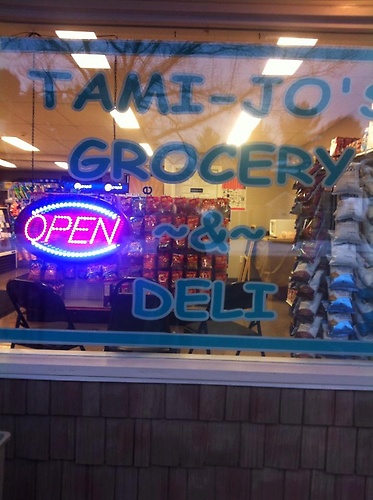 TAMI-JO'S
GROCERY
OPEN
~&~
DELI